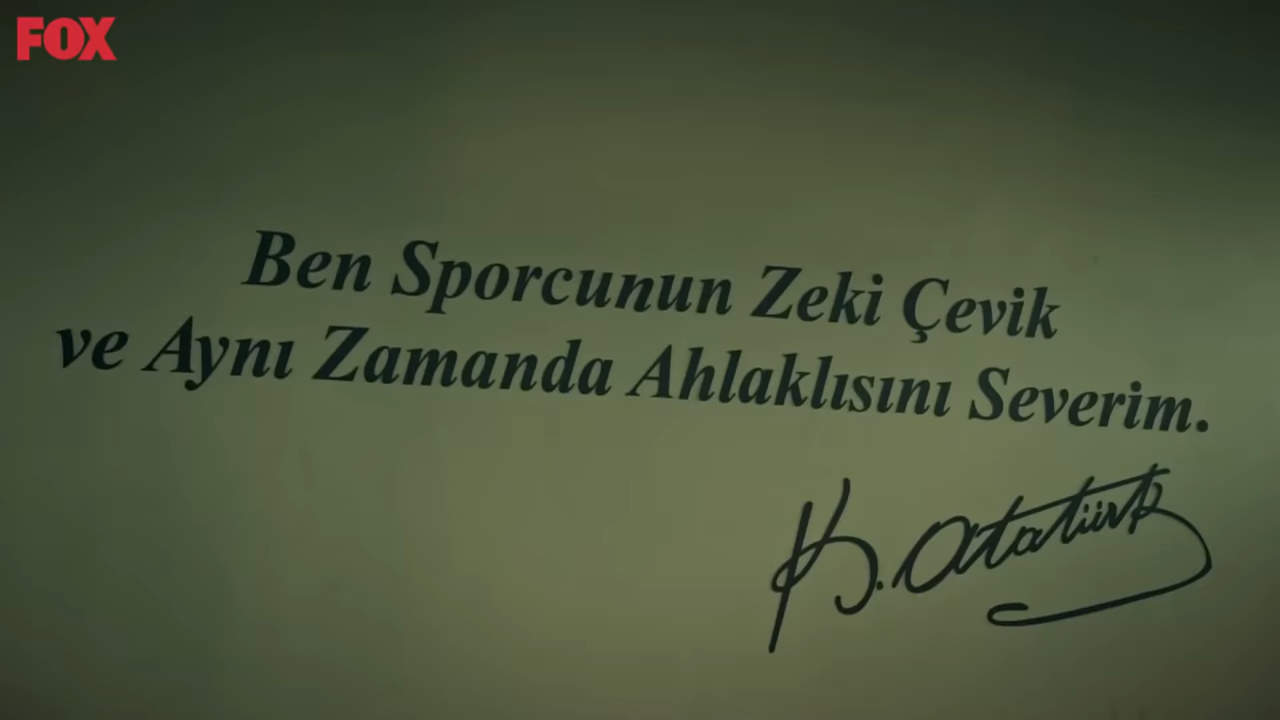 FOX
Ben Sporcunun Zeki Çevik
ve Aynı Zamanda Ahlaklısını Severim.
K. Atatürk